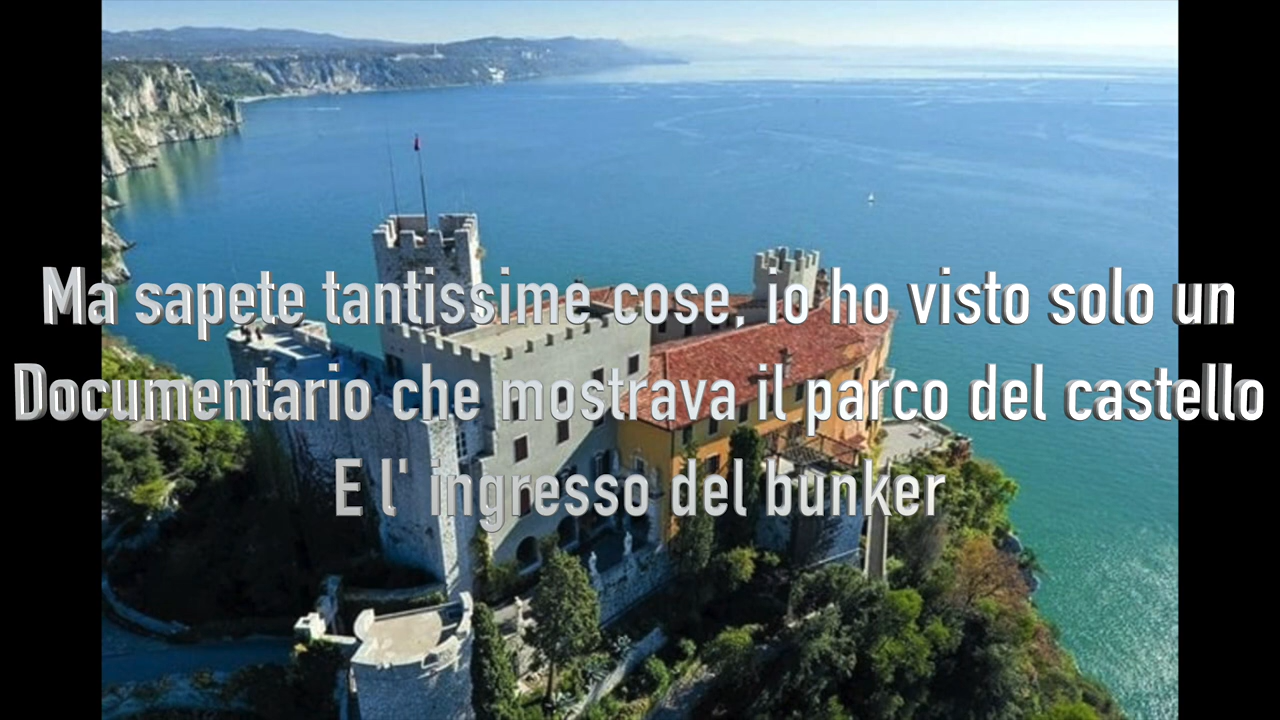 Ma sapete tantissime cose, io ho visto solo un
Documentario che mostrava il parco del castello
E l' ingresso del bunker